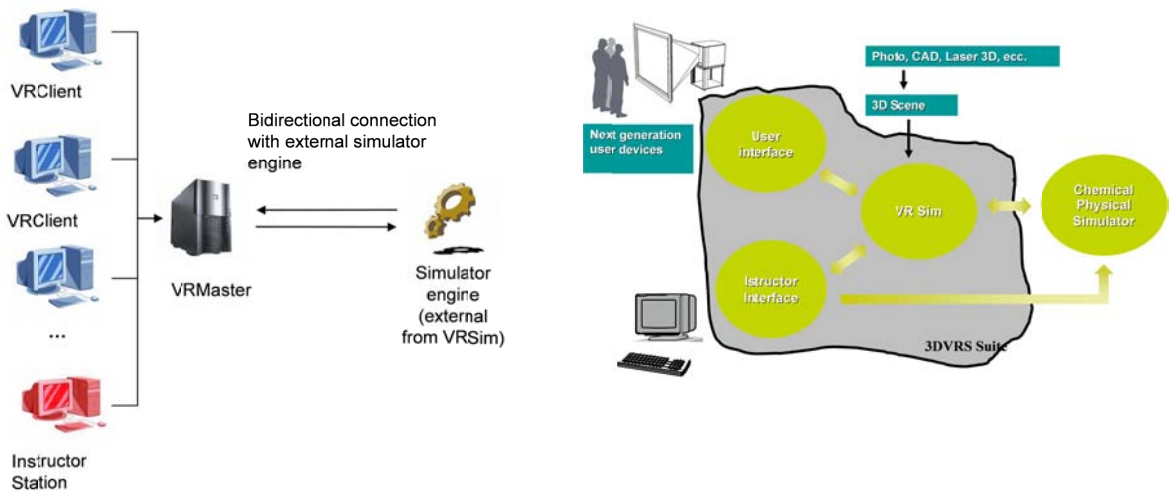 VRClient
VRClient
...
Instructor
Station
Bidirectional connection
with external simulator
engine
VRMaster
Simulator
engine
(external
from VRSim)
Photo, CAD, Laser 3D, ecc.
3D Scene
Next generation
user devices
User
interface
VR Sim
Chemical
Physical
Simulator
Istructor
Interface
3DVRS Suite